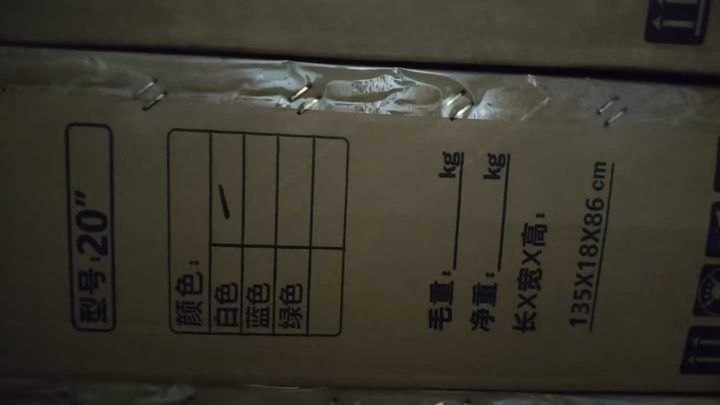 型号:20"
颜色:
白色
蓝色
绿色
毛重: kg
净重: kg
长X宽X高:
135X18X86 cm